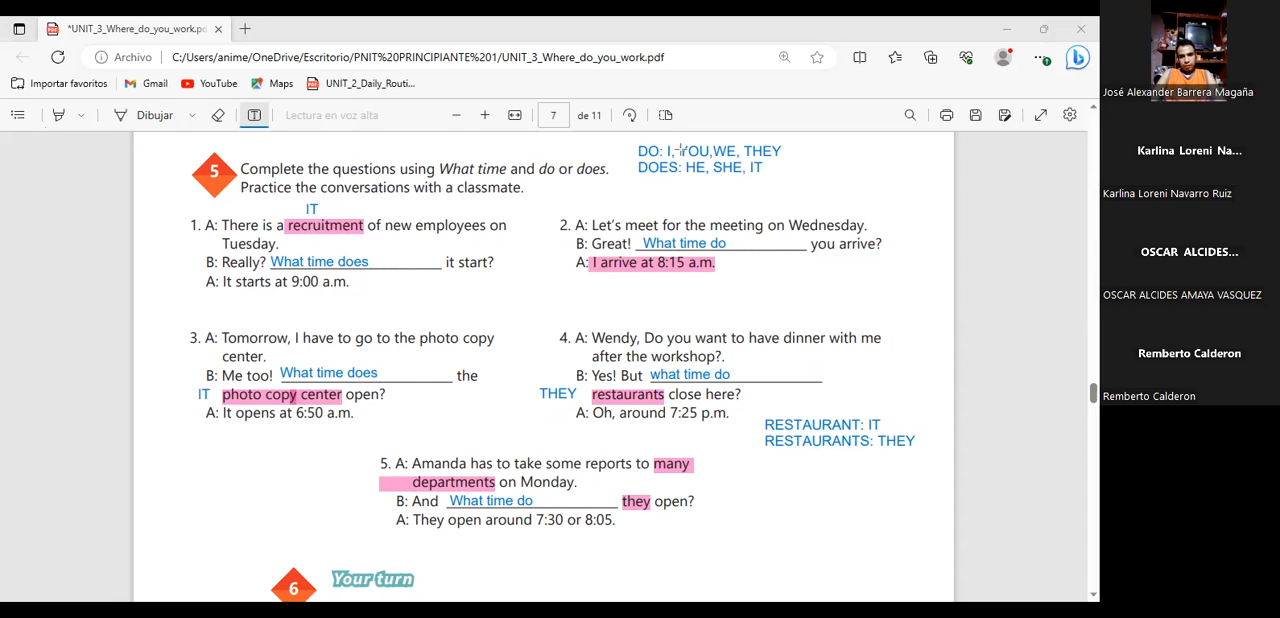 *UNIT_3_Where_do_you_work.pd
Archivo C:/Users/anime/OneDrive/Escritorio/PNIT%20PRINCIPIANTE%201/UNIT_3_Where_do_you_work.pdf
Importar favoritos Gmail YouTube Maps UNIT_2_Daily_Routi...
Dibujar Lectura en voz alta 7 de 11
DO: I, YOU,WE, THEY
DOES: HE, SHE, IT
5 Complete the questions using What time and do or does.
Practice the conversations with a classmate.
IT
1. A: There is a recruitment of new employees on
Tuesday.
B: Really? What time does it start?
A: It starts at 9:00 a.m.
2. A: Let's meet for the meeting on Wednesday.
B: Great! What time do you arrive?
A: I arrive at 8:15 a.m.
3. A: Tomorrow, I have to go to the photo copy
center.
B: Me too! What time does the
IT photo copy center open?
A: It opens at 6:50 a.m.
4. A: Wendy, Do you want to have dinner with me
after the workshop?.
B: Yes! But what time do
THEY restaurants close here?
A: Oh, around 7:25 p.m.
RESTAURANT: IT
RESTAURANTS: THEY
5. A: Amanda has to take some reports to many
departments on Monday.
B: And What time do they open?
A: They open around 7:30 or 8:05.
6 Your turn
José Alexander Barrera Magaña
Karlina Loreni Na...
Karlina Loreni Navarro Ruiz
OSCAR ALCIDES...
OSCAR ALCIDES AMAYA VASQUEZ
Remberto Calderon
Remberto Calderon